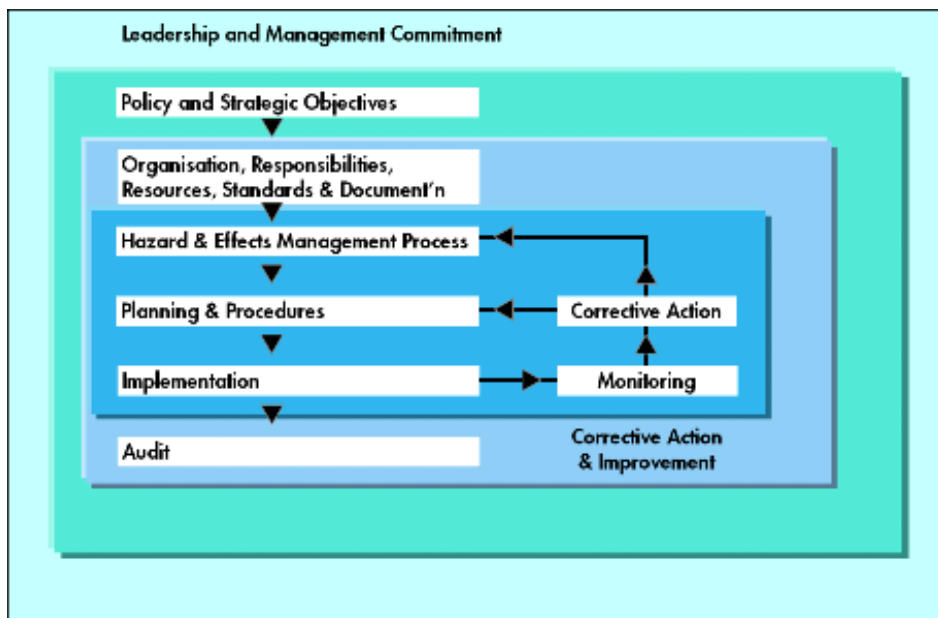 Leadership and Management Commitment
Policy and Strategic Objectives
Organisation, Responsibilities,
Resources, Standards & Document'n
Hazard & Effects Management Process
Planning & Procedures
Corrective Action
Implementation
Monitoring
Audit
Corrective Action
& Improvement